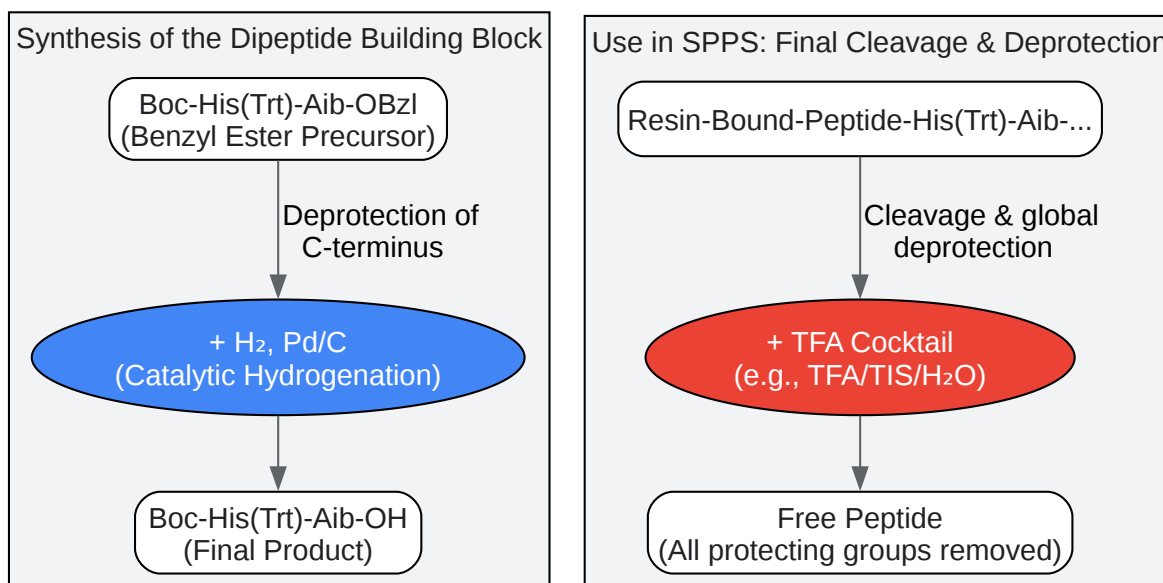 Synthesis of the Dipeptide Building Block
Boc-His(Trt)-Aib-OBzl
(Benzyl Ester Precursor)
Deprotection of
C-terminus
+ H₂, Pd/C
(Catalytic Hydrogenation)
Boc-His(Trt)-Aib-OH
(Final Product)
Use in SPPS: Final Cleavage & Deprotection
Resin-Bound-Peptide-His(Trt)-Aib-...
Cleavage & global
deprotection
+ TFA Cocktail
(e.g., TFA/TIS/H₂O)
Free Peptide
(All protecting groups removed)